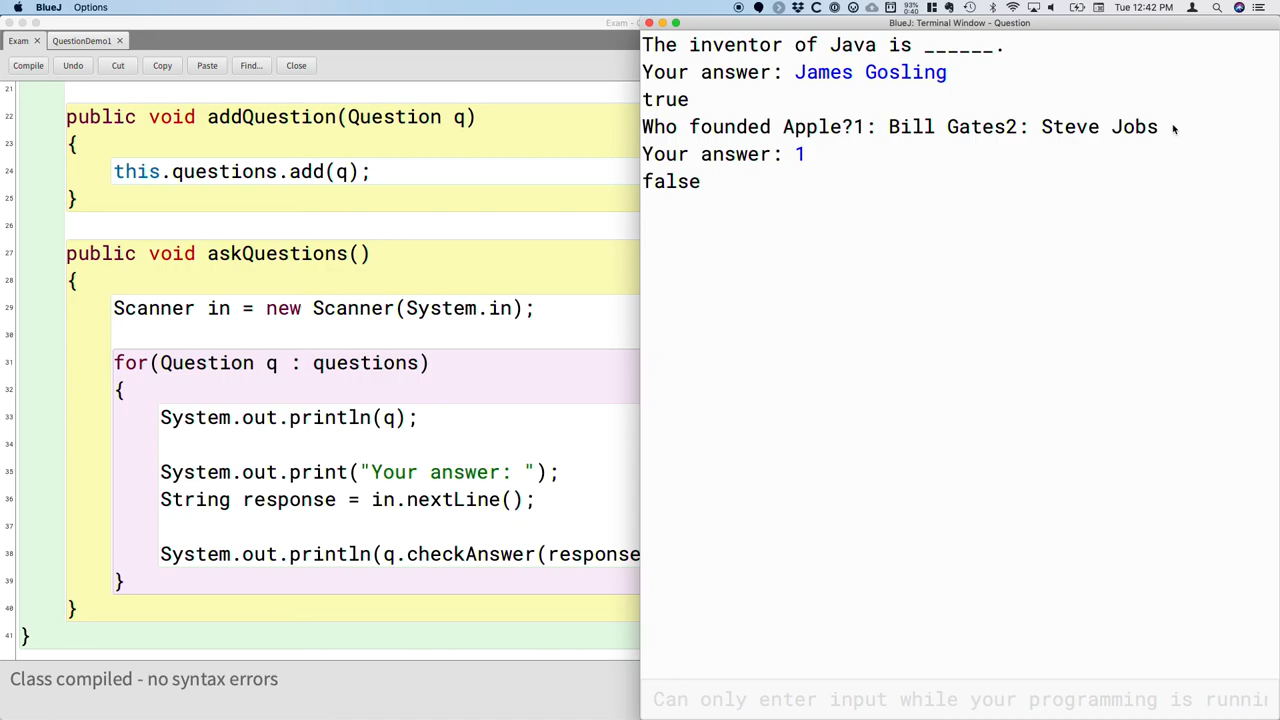 BlueJ Options
93%
0:40
Tue 12:42 PM
Exam - 
BlueJ: Terminal Window - Question
Exam
QuestionDemo1
Compile
Undo
Cut
Copy
Paste
Find...
Close
21
22 public void addQuestion(Question q)
23 {
24 this.questions.add(q);
25 }
26
27 public void askQuestions()
28 {
29 Scanner in = new Scanner(System.in);
30
31 for(Question q : questions)
32 {
33 System.out.println(q);
34
35 System.out.print("Your answer: ");
36 String response = in.nextLine();
37
38 System.out.println(q.checkAnswer(response
39 }
40 }
41 }
Class compiled - no syntax errors
The inventor of Java is ______.
Your answer: James Gosling
true
Who founded Apple?1: Bill Gates2: Steve Jobs
Your answer: 1
false
Can only enter input while your programming is runnin